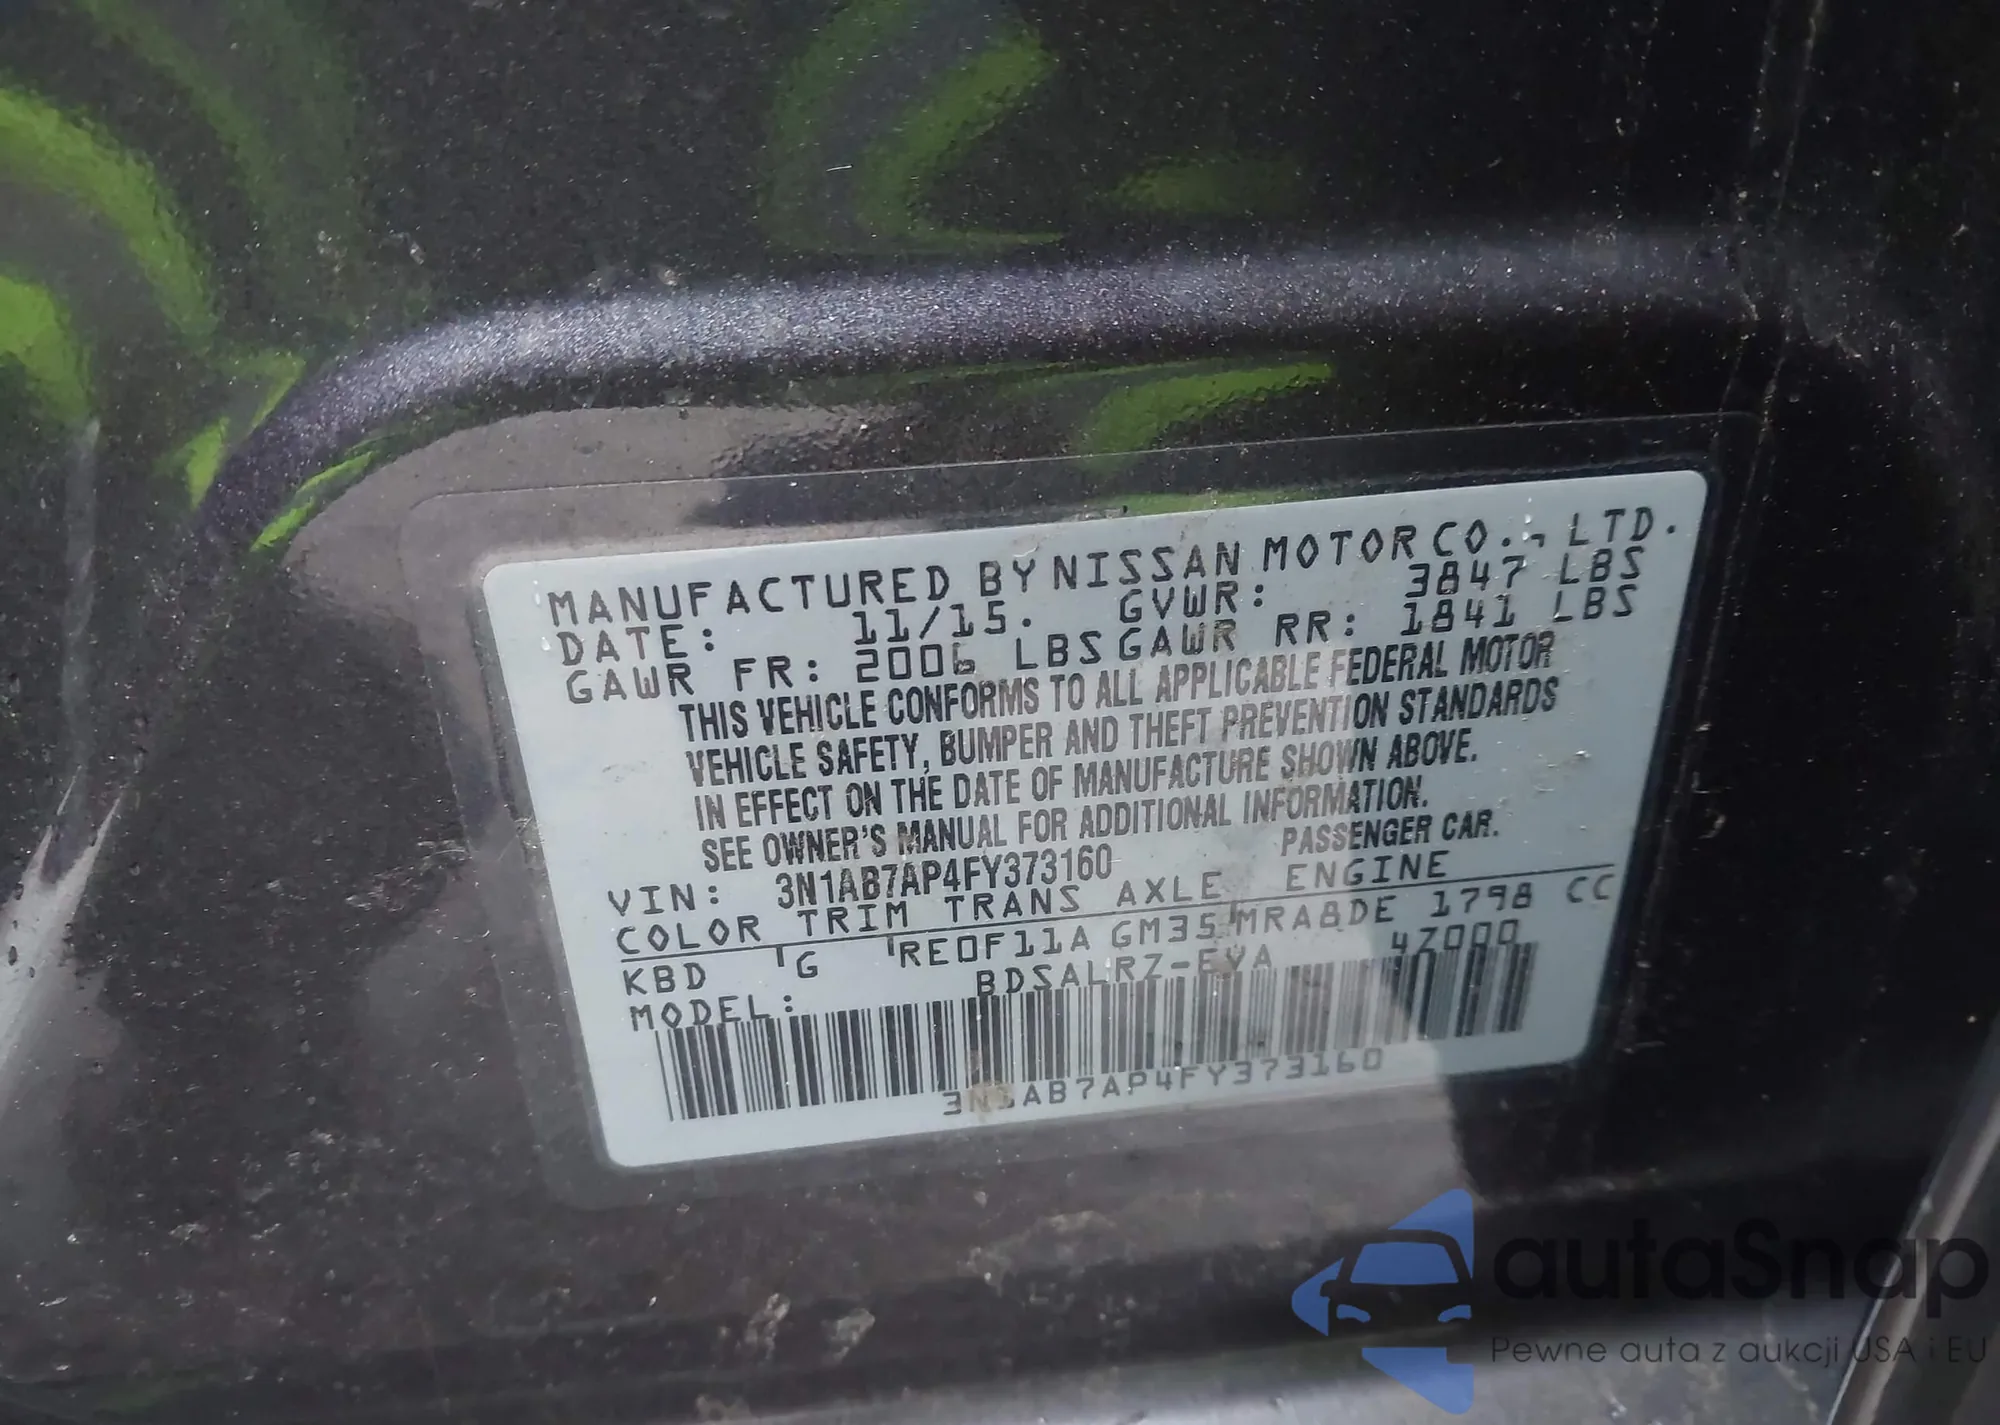 MANUFACTURED BY NISSAN MOTOR CO., LTD.
DATE: 11/15. GVWR: 3847 LBS
GAWR FR: 2006 LBS GAWR RR: 1841 LBS
THIS VEHICLE CONFORMS TO ALL APPLICABLE FEDERAL MOTOR
VEHICLE SAFETY, BUMPER AND THEFT PREVENTION STANDARDS
IN EFFECT ON THE DATE OF MANUFACTURE SHOWN ABOVE.
SEE OWNER'S MANUAL FOR ADDITIONAL INFORMATION.
VIN: 3N1AB7AP4FY373160 PASSENGER CAR.
COLOR TRIM TRANS AXLE ENGINE
KBD G RE0F11A GM35 MRA8DE 1798 CC
MODEL: BDSALRZ-EVA 47000
3N1AB7AP4FY373160
autaSnap
Pewne auta z aukcji USA i EU